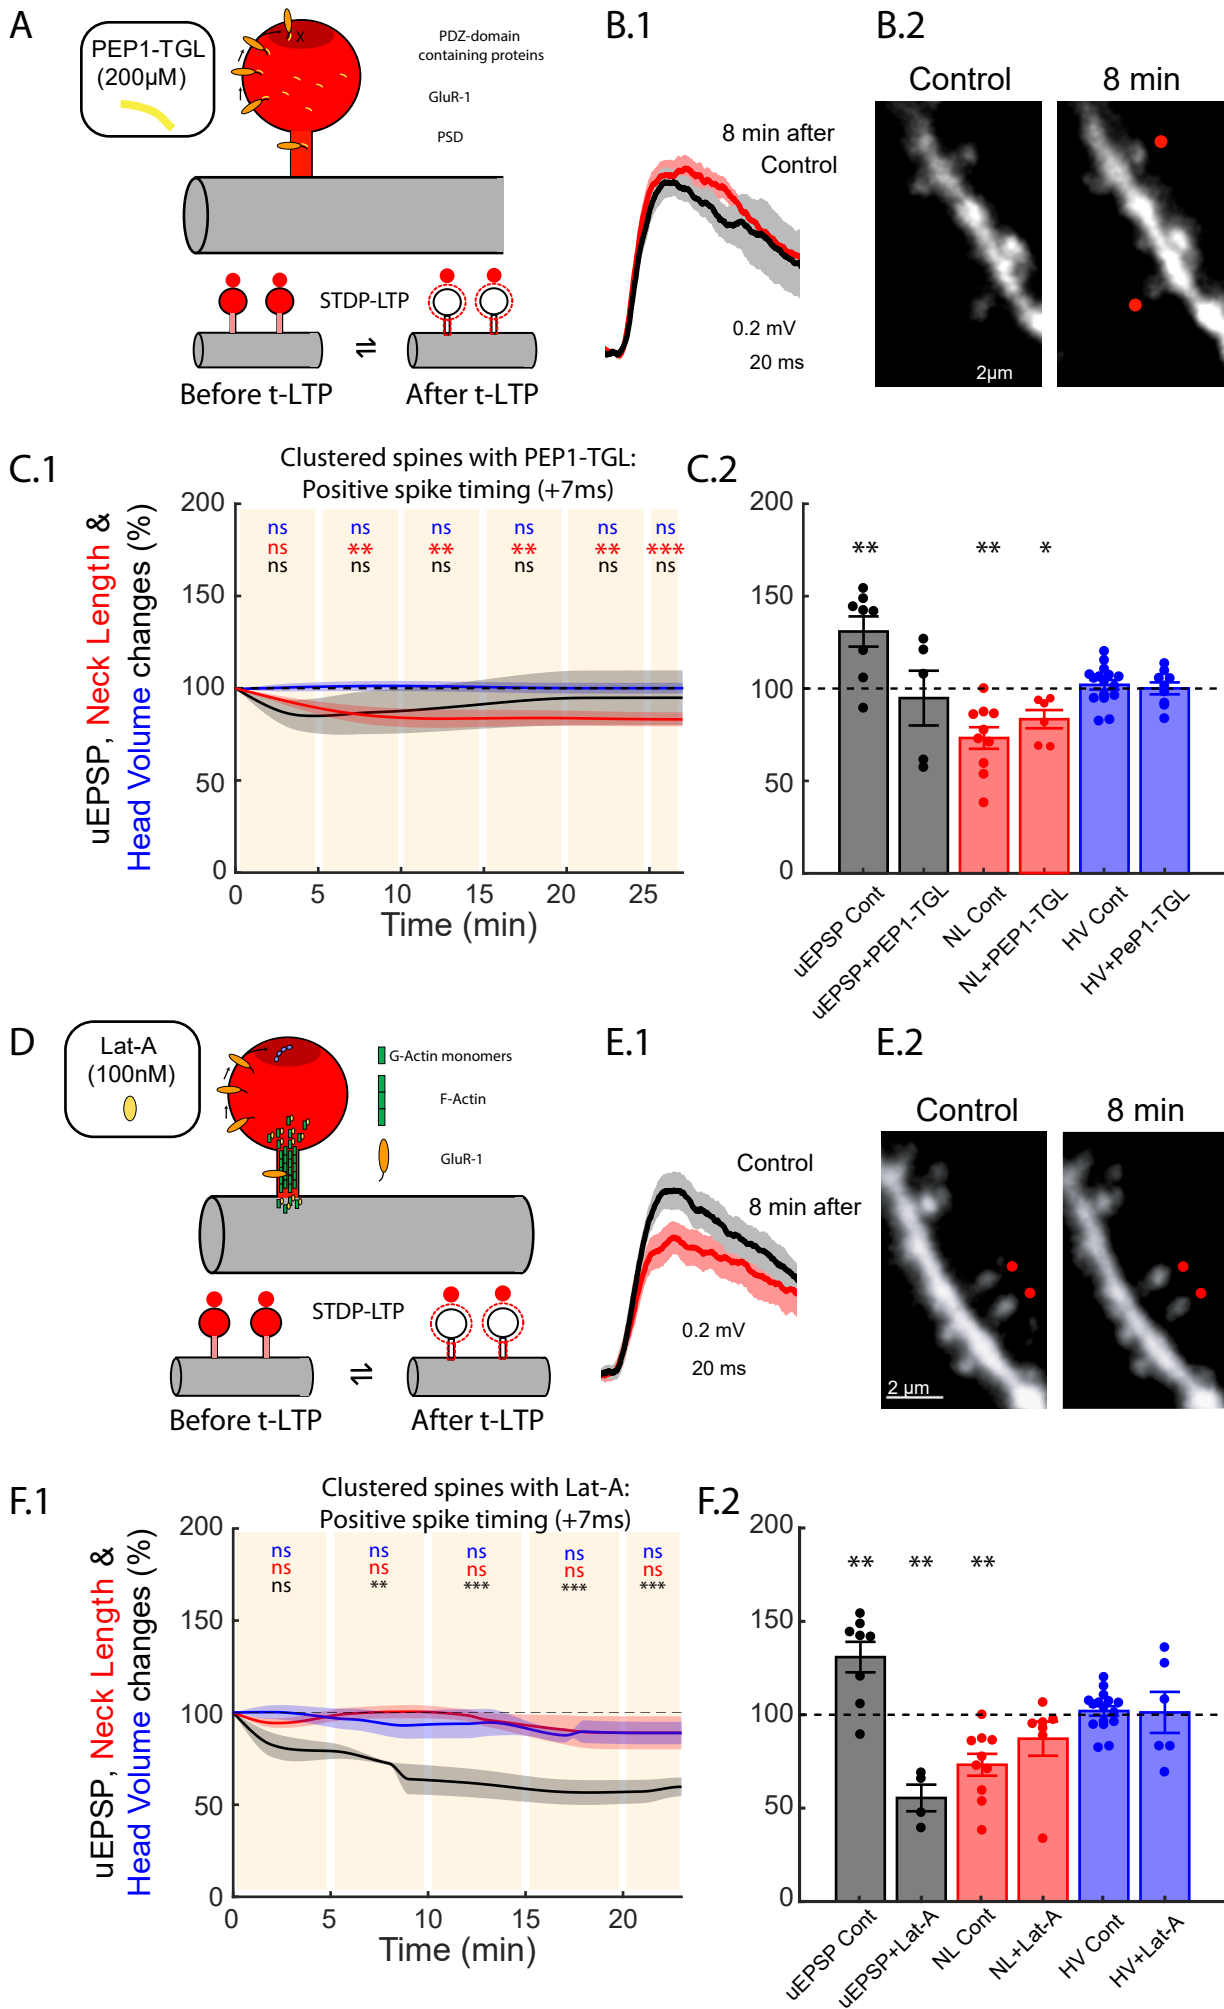 A
PEP1-TGL
(200µM)
X
PDZ-domain
containing proteins
GluR-1
PSD
STDP-LTP
⇌
Before t-LTP
After t-LTP
B.1
8 min after
Control
0.2 mV
20 ms
B.2
Control
8 min
2µm
C.1
Clustered spines with PEP1-TGL:
Positive spike timing (+7ms)
uEPSP, Neck Length &
Head Volume changes (%)
200
150
100
50
0
ns ns ns ns ns ns
ns ** ** ** ** ***
ns ns ns ns ns ns
0 5 10 15 20 25
Time (min)
C.2
200
150
100
50
0
** ** *
uEPSP Cont
uEPSP+PEP1-TGL
NL Cont
NL+PEP1-TGL
HV Cont
HV+PeP1-TGL
D
Lat-A
(100nM)
G-Actin monomers
F-Actin
GluR-1
STDP-LTP
⇌
Before t-LTP
After t-LTP
E.1
Control
8 min after
0.2 mV
20 ms
E.2
Control
8 min
2 µm
F.1
Clustered spines with Lat-A:
Positive spike timing (+7ms)
uEPSP, Neck Length &
Head Volume changes (%)
200
150
100
50
0
ns ns ns ns ns
ns ns ns ns ns
ns ** *** *** ***
0 5 10 15 20
Time (min)
F.2
200
150
100
50
0
** ** **
uEPSP Cont
uEPSP+Lat-A
NL Cont
NL+Lat-A
HV Cont
HV+Lat-A